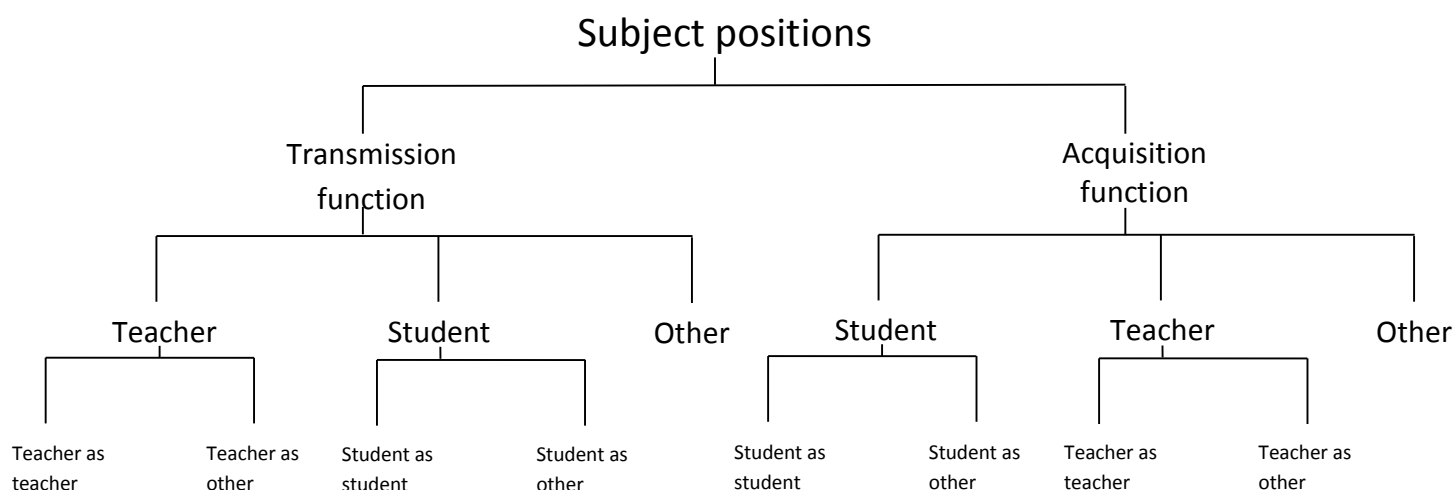 Subject positions
Transmission
function
Acquisition
function
Teacher
Student
Other
Student
Teacher
Other
Teacher as
teacher
Teacher as
other
Student as
student
Student as
other
Student as
student
Student as
other
Teacher as
teacher
Teacher as
other